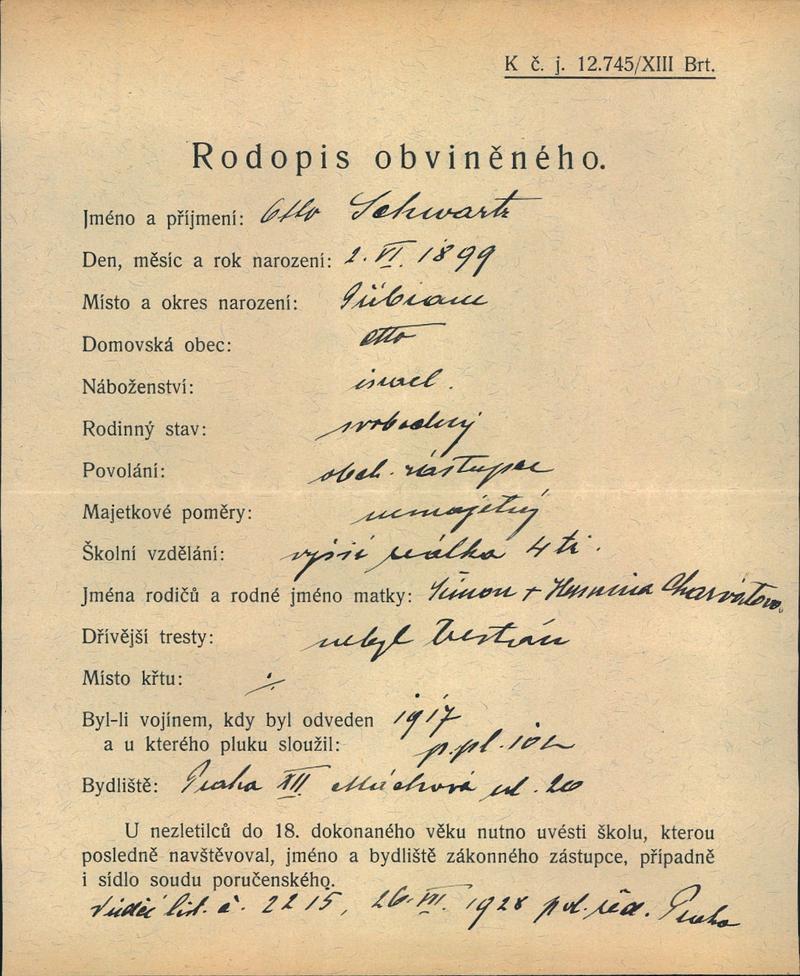 K č. j. 12.745/XIII Brt.
Rodopis obviněného.
Jméno a příjmení: Otto Schwartz
Den, měsíc a rok narození: 2. VI. 1899
Místo a okres narození:
Domovská obec: dtto
Náboženství: israel.
Rodinný stav: svobodný
Povolání: obch. zástupce
Majetkové poměry: nemajetný
Školní vzdělání: vyšší reálka 4 tř.
Jména rodičů a rodné jméno matky: Šimon + Hermina Charvátova.
Dřívější tresty: nebyl trestán
Místo křtu: ·/·
Byl-li vojínem, kdy byl odveden 1917
a u kterého pluku sloužil: p. pl. 102
Bydliště: Praha XII Máchová ul. 20
U nezletilců do 18. dokonaného věku nutno uvésti školu, kterou
posledně navštěvoval, jméno a bydliště zákonného zástupce, případně
i sídlo soudu poručenského.
Vůdčí list. č. 2215, pol. řed. Praha